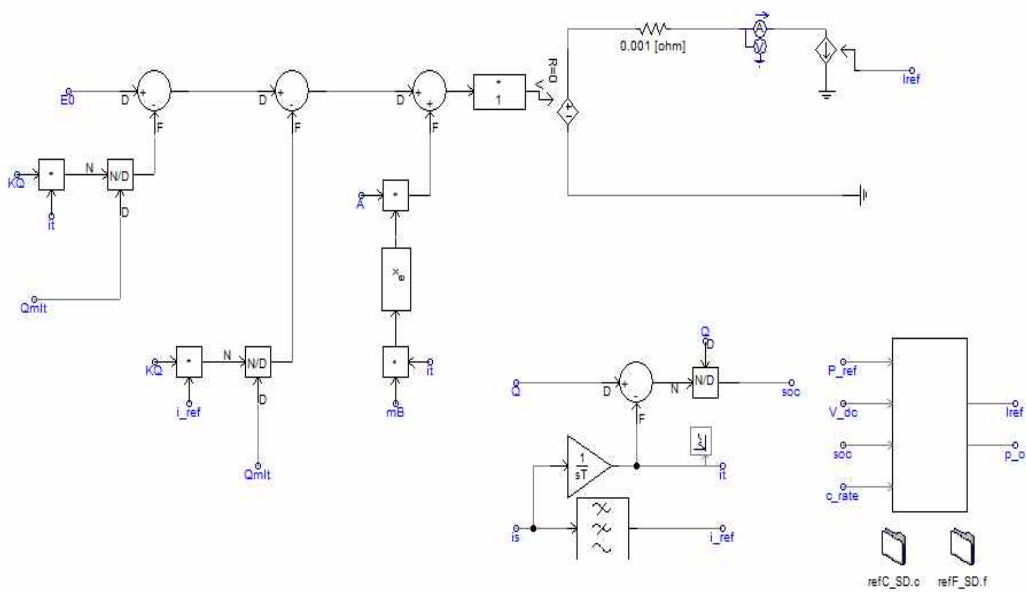 0.001 [ohm]
A
V
R=0
V
Iref
E0
D
+
-
F
D
+
-
F
D
+
+
F
*
1
+
-
KQ
*
N
N/D
D
it
Qmlt
A
*
x
e
KQ
*
N
N/D
D
i_ref
Qmlt
*
it
mB
Q
D
Q
D
+
-
F
N
N/D
soc
1
sT
it
is
i_ref
P_ref
V_dc
soc
c_rate
Iref
p_o
refC_SD.c
refF_SD.f